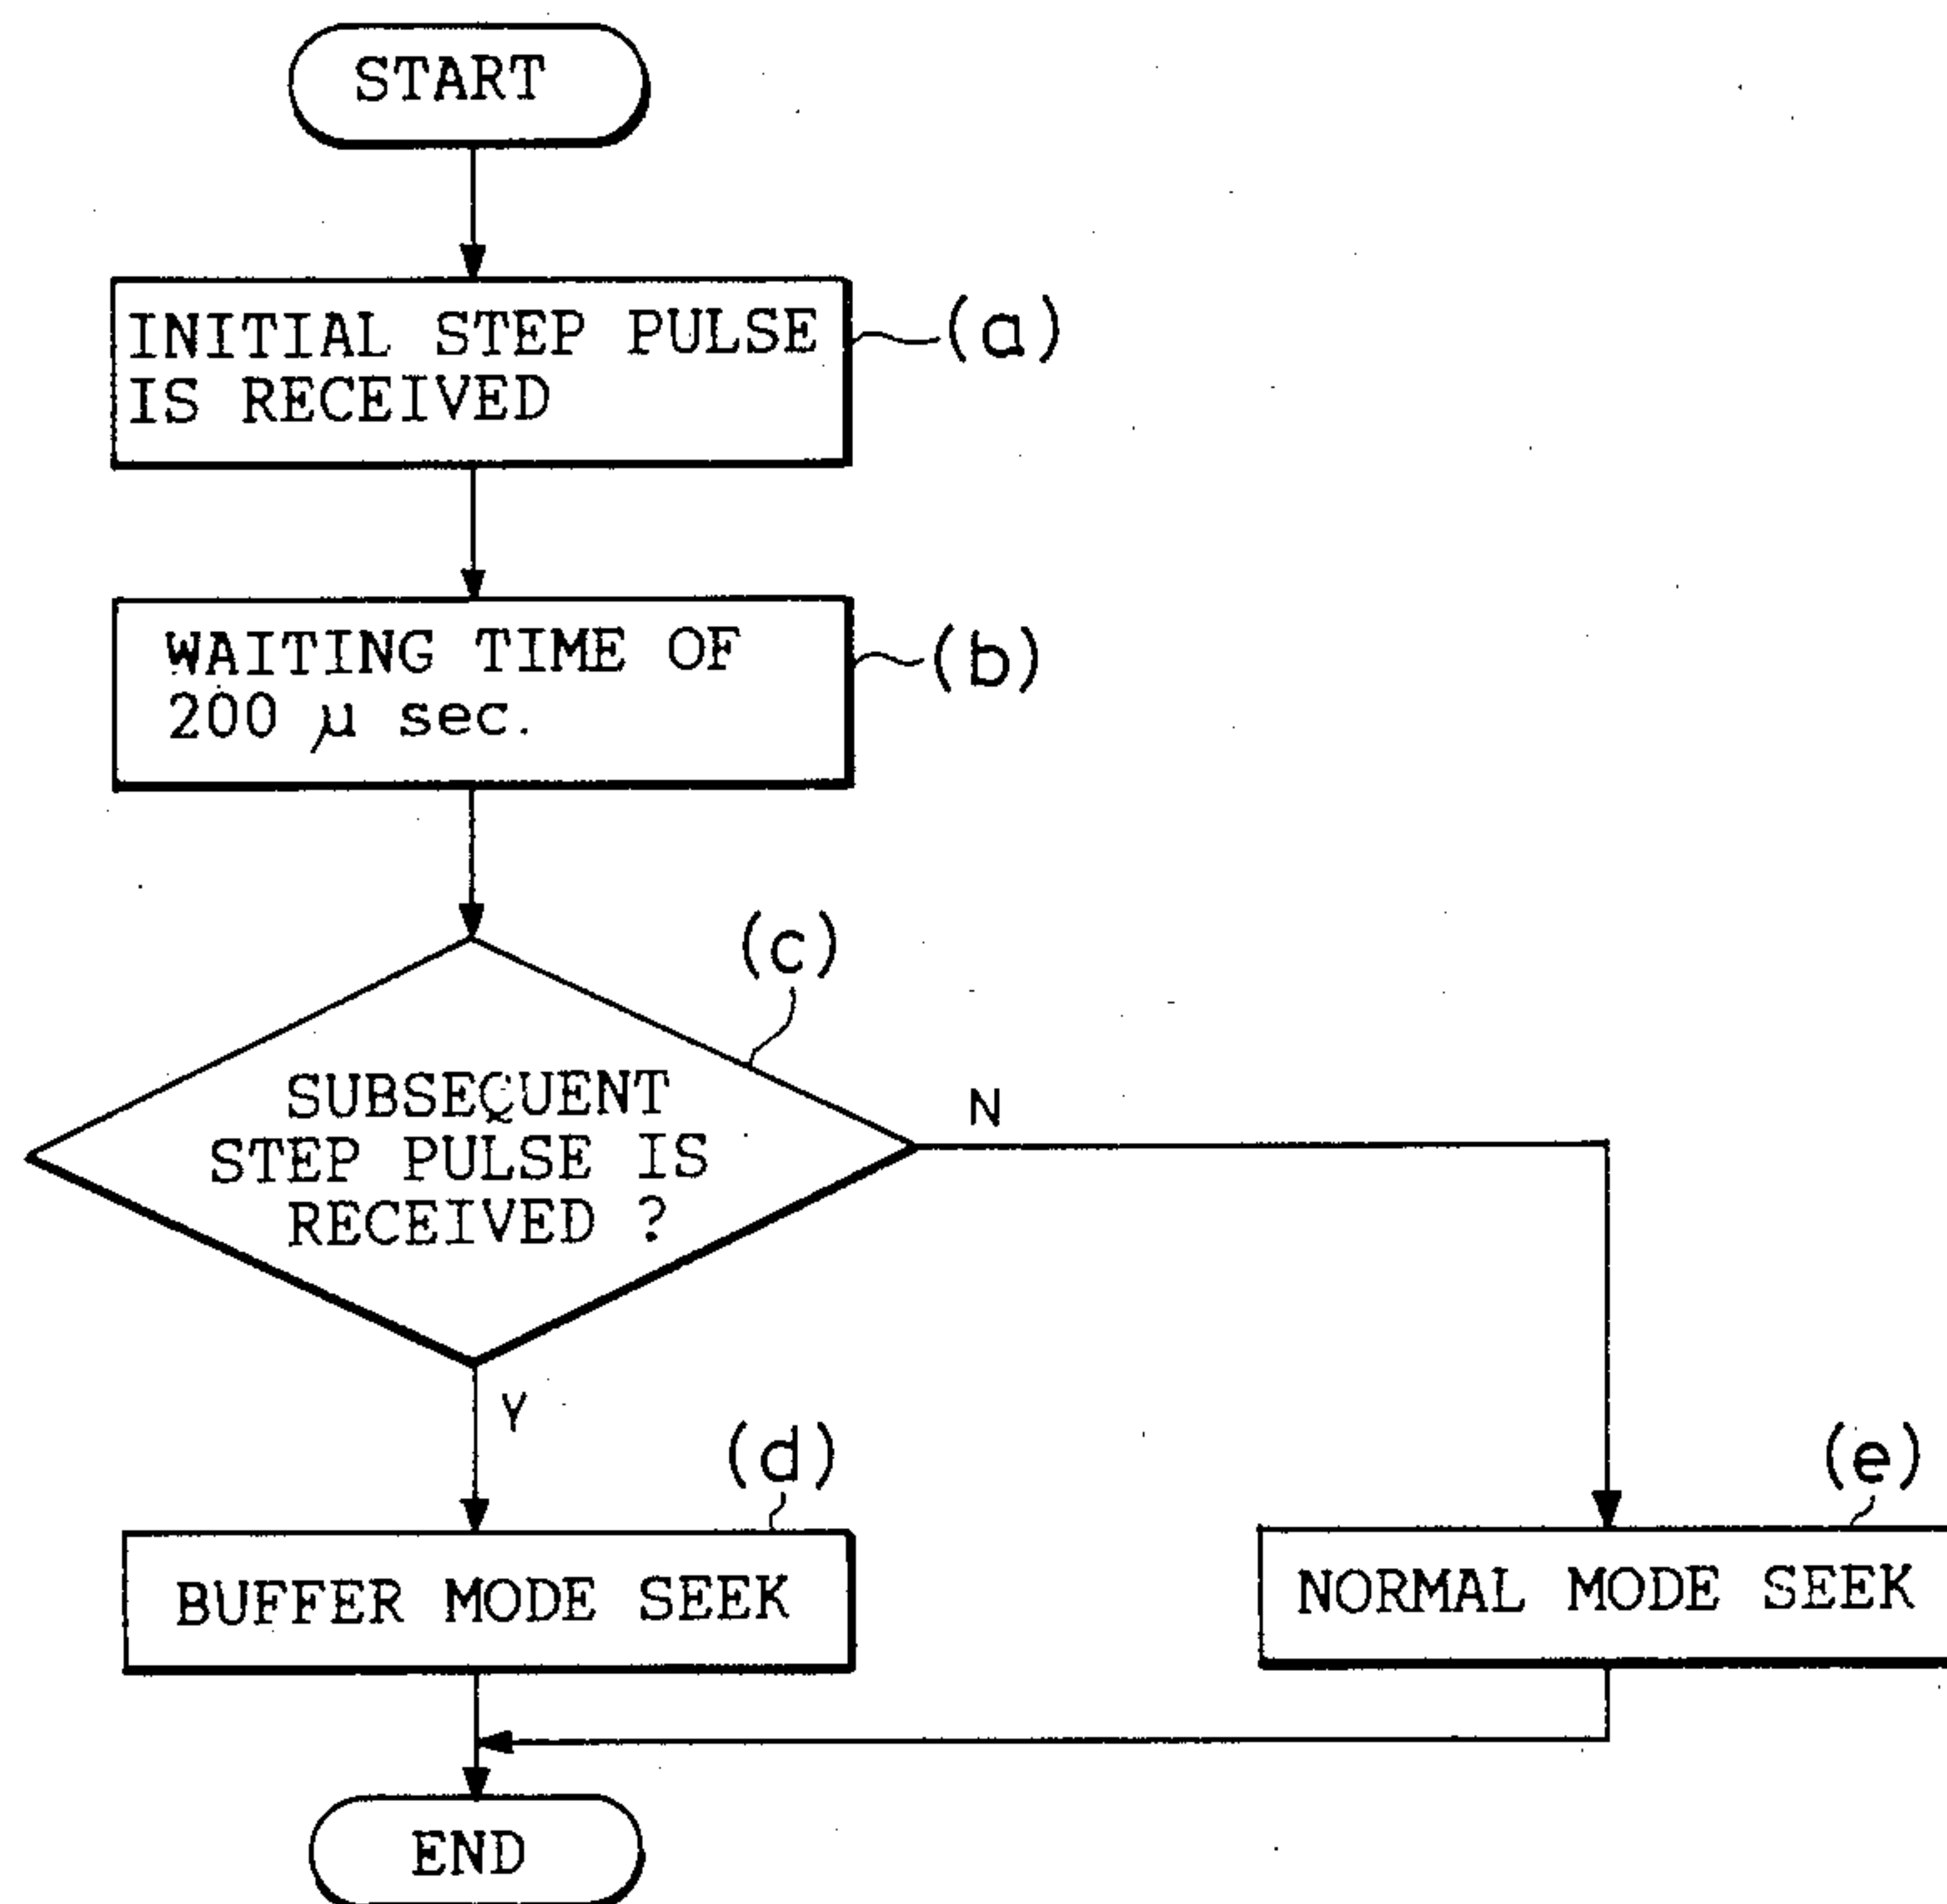 START
INITIAL STEP PULSE
IS RECEIVED
(a)
WAITING TIME OF
200 μ sec.
(b)
(c)
SUBSEQUENT
STEP PULSE IS
RECEIVED ?
N
Y
(d)
BUFFER MODE SEEK
(e)
NORMAL MODE SEEK
END